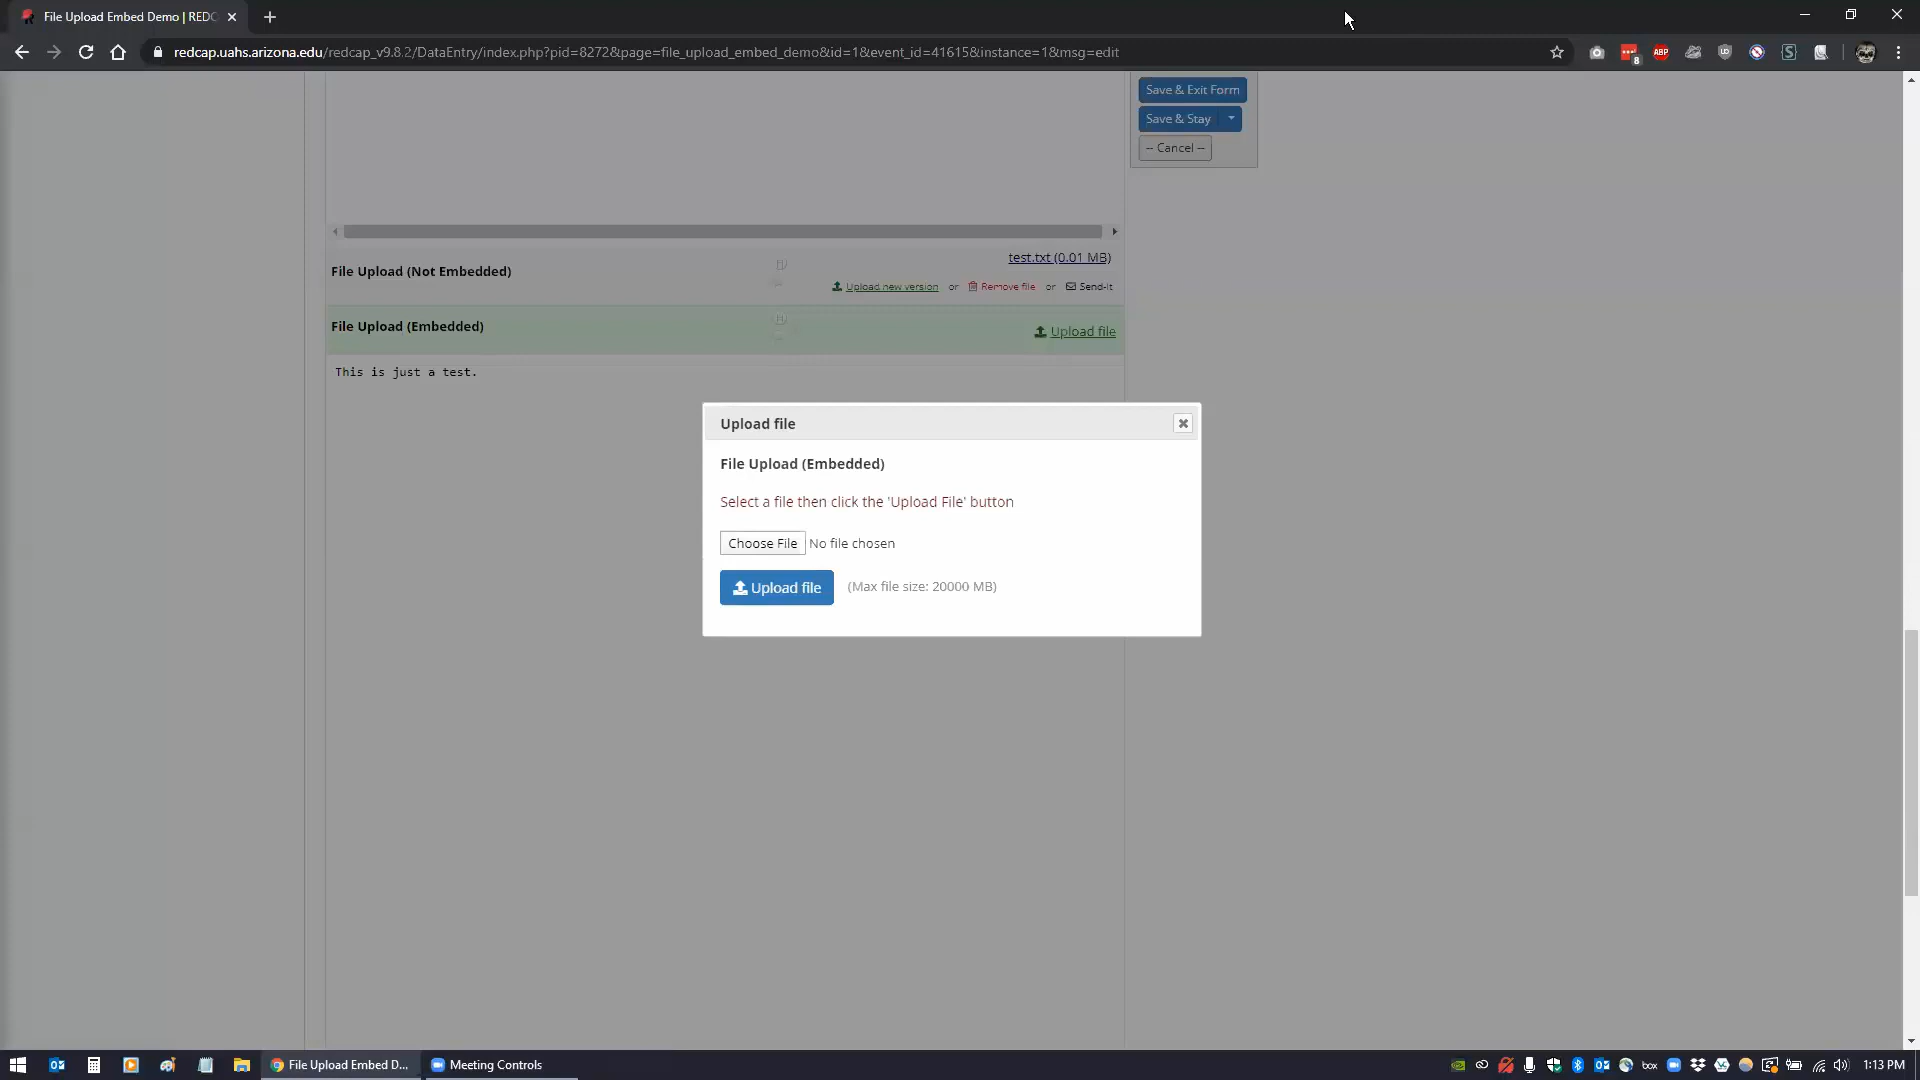 File Upload Embed Demo | REDC
redcap.uahs.arizona.edu/redcap_v9.8.2/DataEntry/index.php?pid=8272&page=file_upload_embed_demo&id=1&event_id=41615&instance=1&msg=edit
8
ABP
Save & Exit Form
Save & Stay
-- Cancel --
File Upload (Not Embedded)
test.txt (0.01 MB)
Upload new version or Remove file or Send-It
File Upload (Embedded)
Upload file
This is just a test.
Upload file
File Upload (Embedded)
Select a file then click the 'Upload File' button
Choose File No file chosen
Upload file (Max file size: 20000 MB)
File Upload Embed D...
Meeting Controls
box
1:13 PM